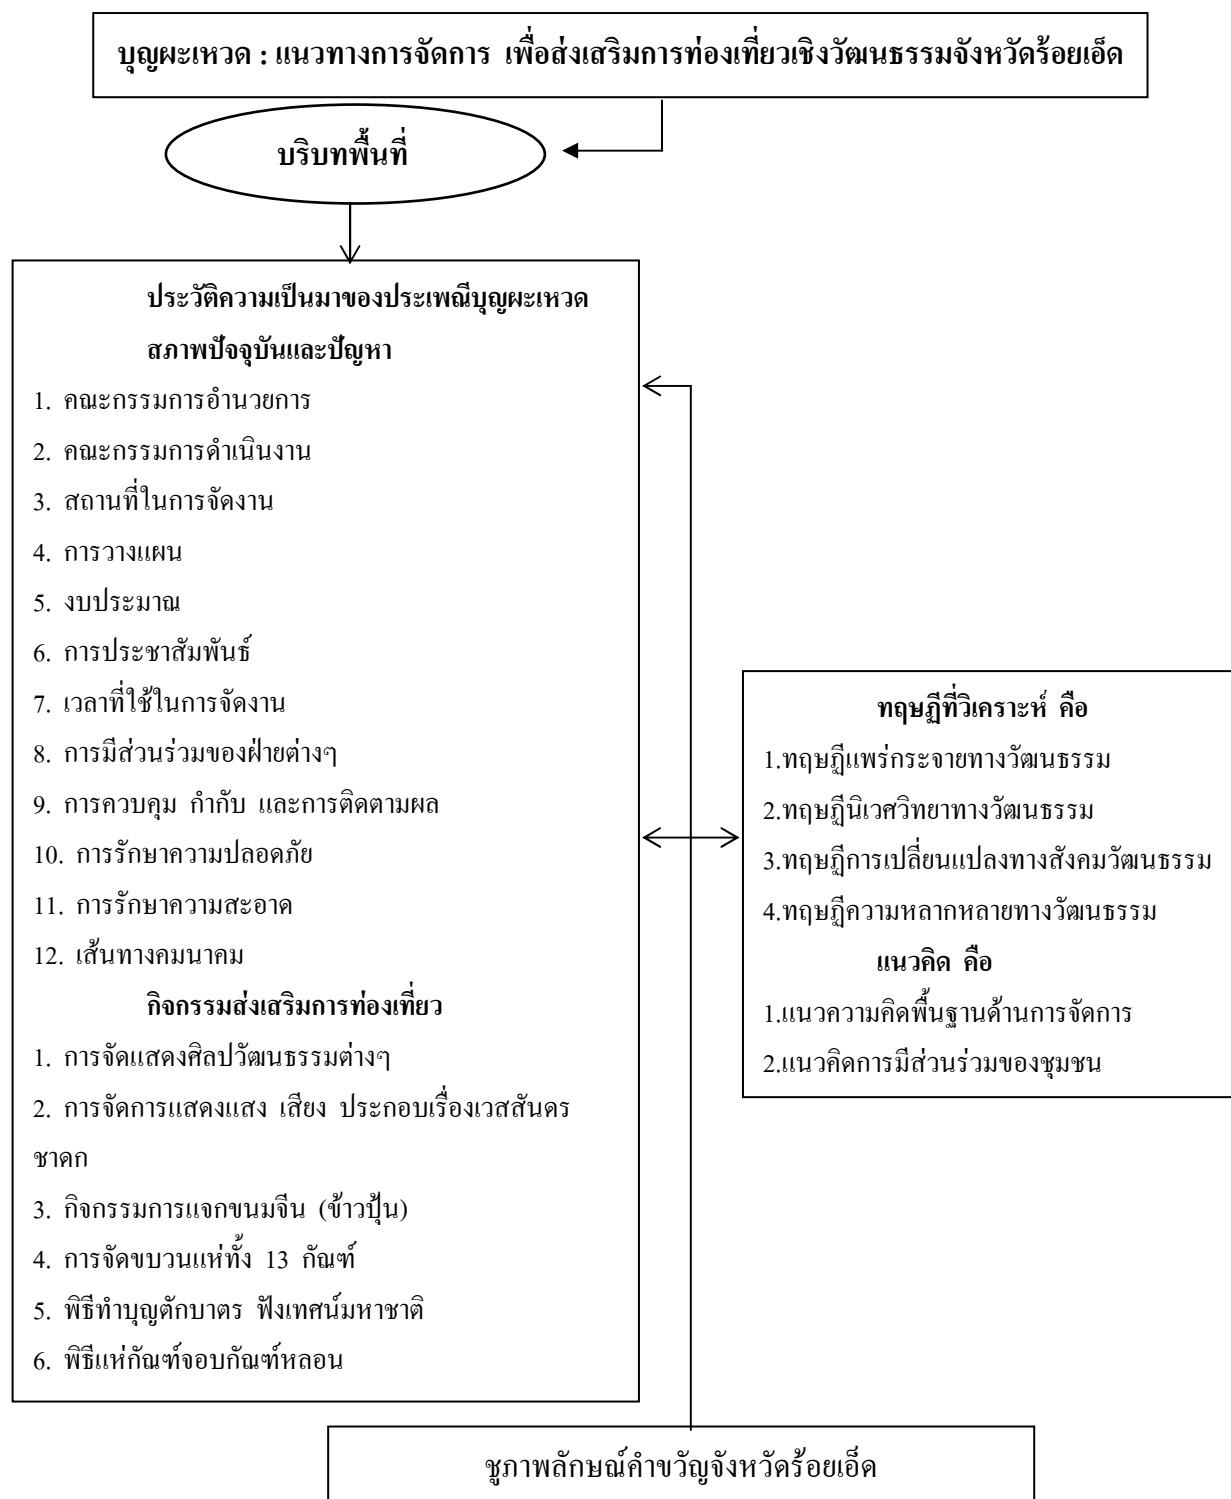 บุญผะเหวด : แนวทางการจัดการ เพื่อส่งเสริมการท่องเที่ยวเชิงวัฒนธรรมจังหวัดร้อยเอ็ด
บริบทพื้นที่
ประวัติความเป็นมาของประเพณีบุญผะเหวด
สภาพปัจจุบันและปัญหา
1. คณะกรรมการอำนวยการ
2. คณะกรรมการดำเนินงาน
3. สถานที่ในการจัดงาน
4. การวางแผน
5. งบประมาณ
6. การประชาสัมพันธ์
7. เวลาที่ใช้ในการจัดงาน
8. การมีส่วนร่วมของฝ่ายต่างๆ
9. การควบคุม กำกับ และการติดตามผล
10. การรักษาความปลอดภัย
11. การรักษาความสะอาด
12. เส้นทางคมนาคม
กิจกรรมส่งเสริมการท่องเที่ยว
1. การจัดแสดงศิลปวัฒนธรรมต่างๆ
2. การจัดการแสดงแสง เสียง ประกอบเรื่องเวสสันดร
ชาดก
3. กิจกรรมการแจกขนมจีน (ข้าวปุ้น)
4. การจัดขบวนแห่ทั้ง 13 กัณฑ์
5. พิธีทำบุญตักบาตร ฟังเทศน์มหาชาติ
6. พิธีแห่กัณฑ์จอบกัณฑ์หลอน
ทฤษฎีที่วิเคราะห์ คือ
1.ทฤษฎีแพร่กระจายทางวัฒนธรรม
2.ทฤษฎีนิเวศวิทยาทางวัฒนธรรม
3.ทฤษฎีการเปลี่ยนแปลงทางสังคมวัฒนธรรม
4.ทฤษฎีความหลากหลายทางวัฒนธรรม
แนวคิด คือ
1.แนวความคิดพื้นฐานด้านการจัดการ
2.แนวคิดการมีส่วนร่วมของชุมชน
ชูภาพลักษณ์คำขวัญจังหวัดร้อยเอ็ด